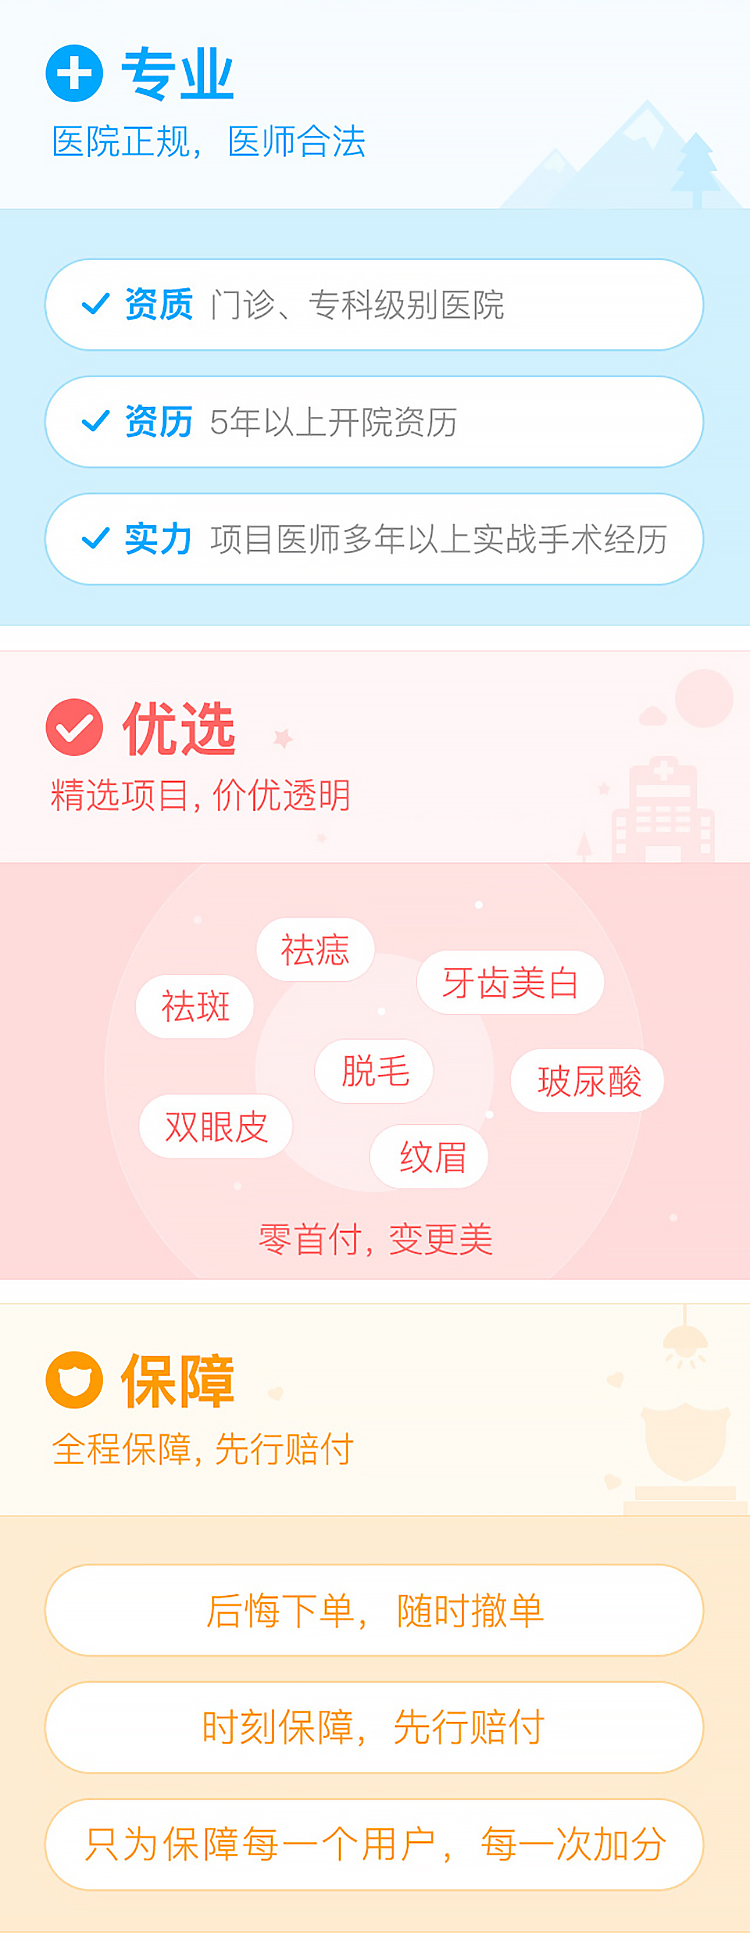 专业
医院正规，医师合法
资质 门诊、专科级别医院
资历 5年以上开院资历
实力 项目医师多年以上实战手术经历
优选
精选项目,价优透明
祛痣
牙齿美白
祛斑
脱毛
玻尿酸
双眼皮
纹眉
零首付,变更美
保障
全程保障,先行赔付
后悔下单，随时撤单
时刻保障，先行赔付
只为保障每一个用户，每一次加分